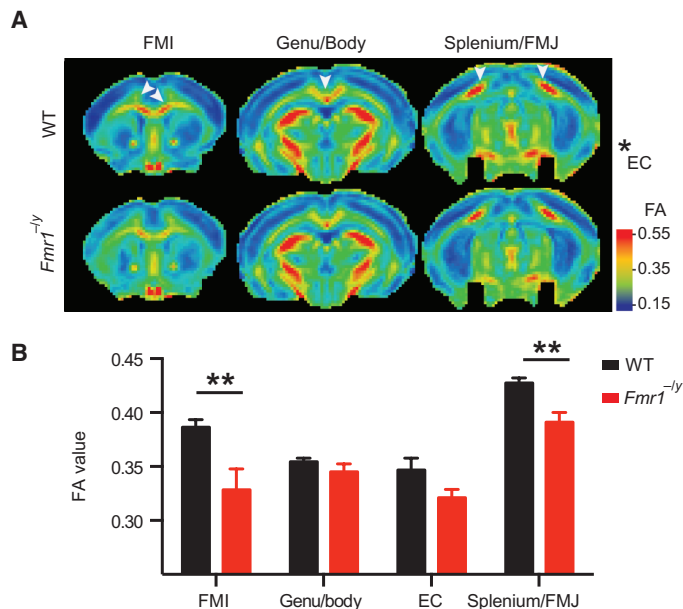 A
FMI Genu/Body Splenium/FMJ
WT
Fmr1–/y
*
EC
FA
0.55
0.35
0.15
B
0.45
0.40
0.35
0.30
FA value
** **
WT
Fmr1–/y
FMI Genu/body EC Splenium/FMJ